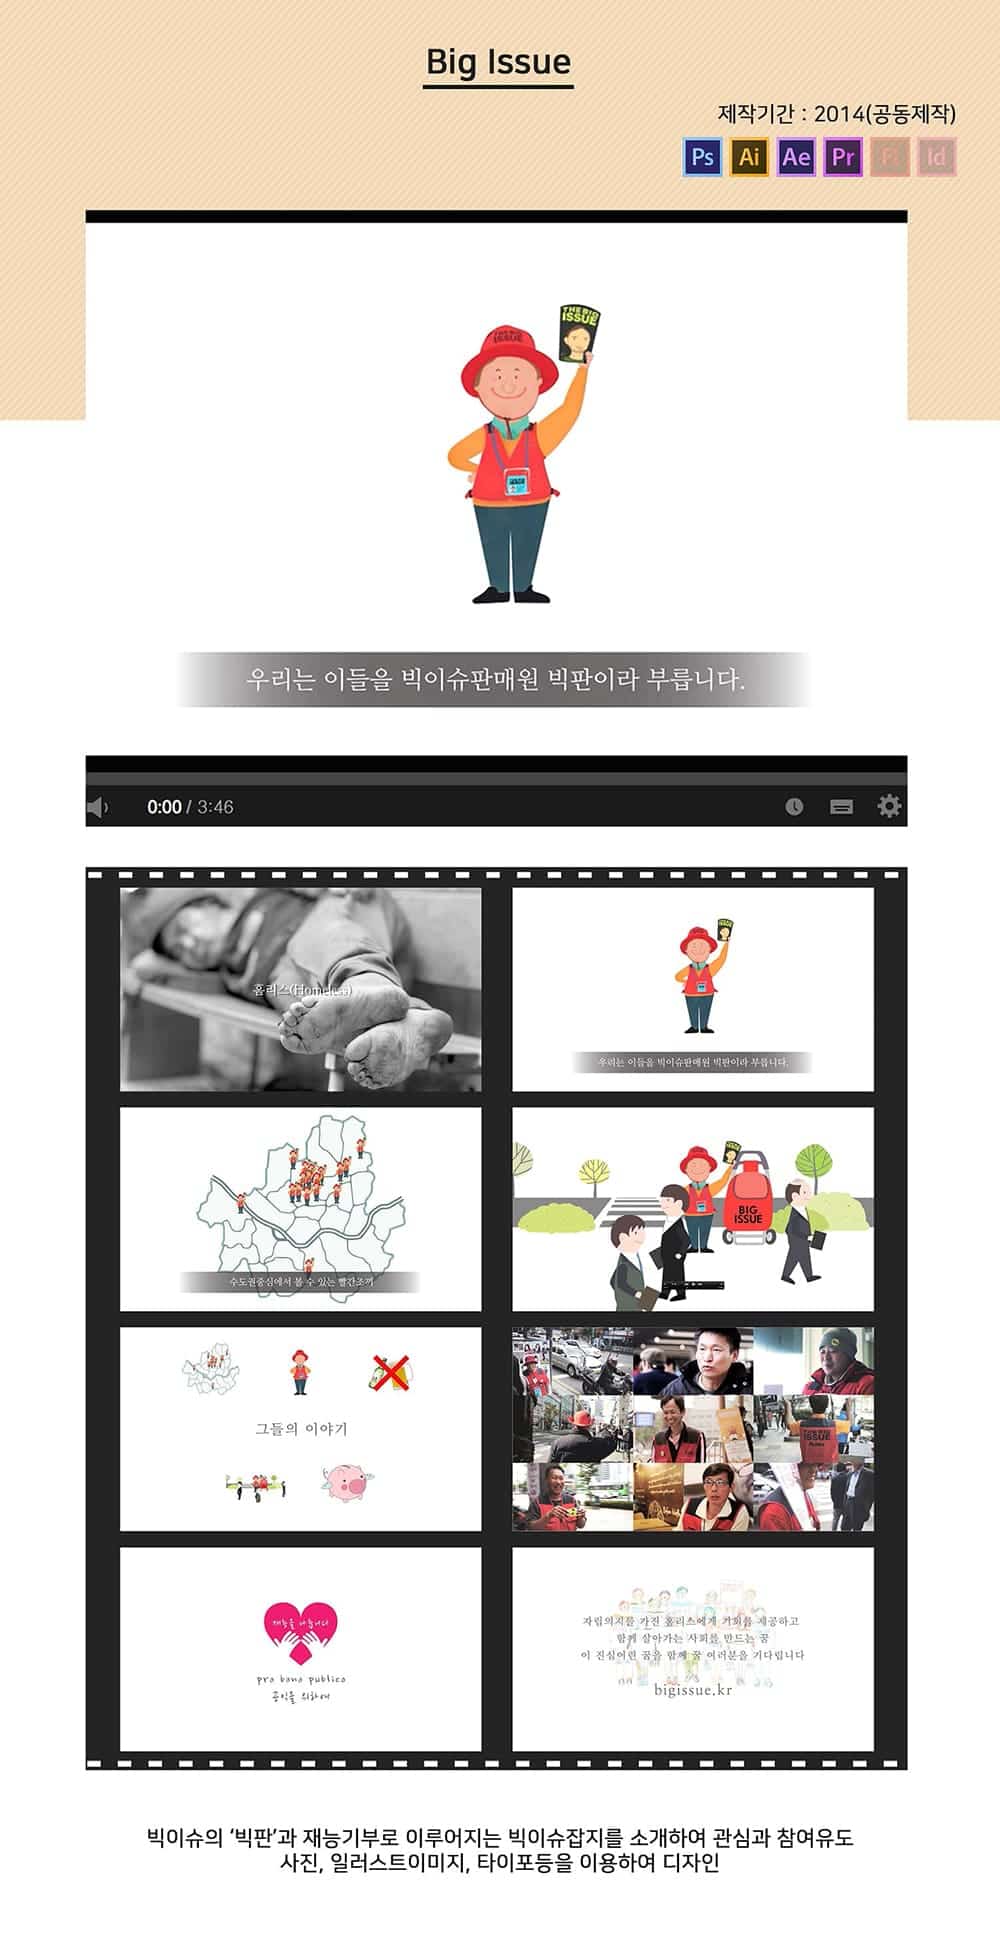 Big Issue
제작기간 : 2014(공동제작)
Ps Ai Ae Pr Fl Id
THE BIG
ISSUE
THE BIG
ISSUE
우리는 이들을 빅이슈판매원 빅판이라 부릅니다.
0:00 / 3:46
홈리스(Homeless)
우리는 이들을 빅이슈판매원 빅판이라 부릅니다.
수도권중심에서 볼 수 있는 빨간조끼
BIG
ISSUE
그들의 이야기
THE BIG
ISSUE
재능을 나눕니다
pro bono publico
공익을 위하여
자립의지를 가진 홈리스에게 기회를 제공하고
함께 살아가는 사회를 만드는 꿈
이 진심어린 꿈을 함께 꿀 여러분을 기다립니다
bigissue.kr
빅이슈의 ‘빅판’과 재능기부로 이루어지는 빅이슈잡지를 소개하여 관심과 참여유도
사진, 일러스트이미지, 타이포등을 이용하여 디자인